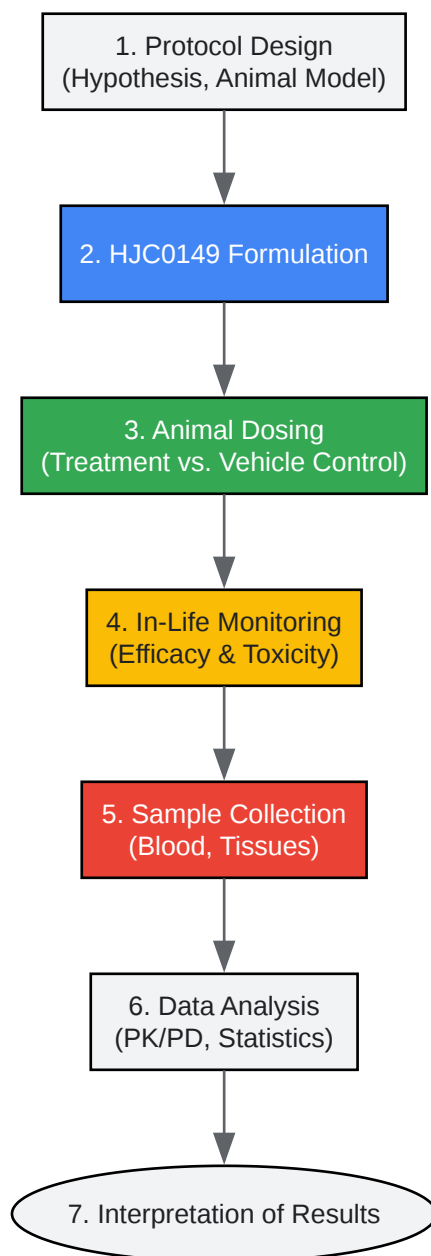 1. Protocol Design
(Hypothesis, Animal Model)
2. HJC0149 Formulation
3. Animal Dosing
(Treatment vs. Vehicle Control)
4. In-Life Monitoring
(Efficacy & Toxicity)
5. Sample Collection
(Blood, Tissues)
6. Data Analysis
(PK/PD, Statistics)
7. Interpretation of Results